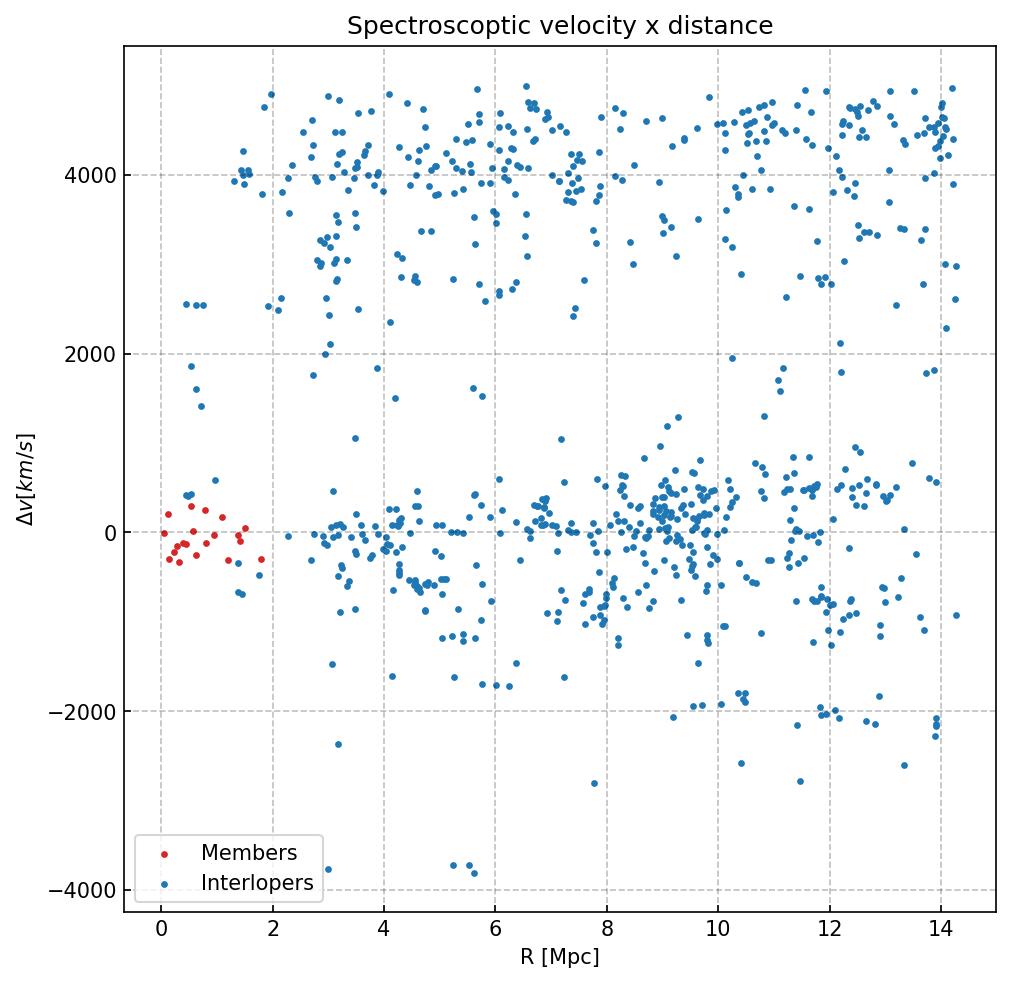 Spectroscoptic velocity x distance
4000
2000
0
−2000
−4000
Δv[km/s]
Members
Interlopers
0 2 4 6 8 10 12 14
R [Mpc]